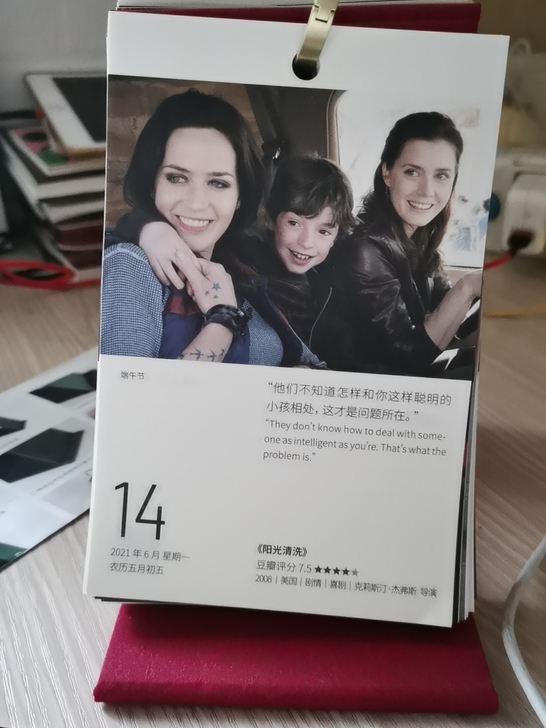 端午节
“他们不知道怎样和你这样聪明的
小孩相处，这才是问题所在。”
“They don't know how to deal with some-
one as intelligent as you're. That's what the
problem is.”
14
2021 年 6 月 星期一
农历五月初五
《阳光清洗》
豆瓣评分 7.5 ★★★★★
2008｜美国｜剧情｜喜剧｜克莉斯汀·杰弗斯 导演